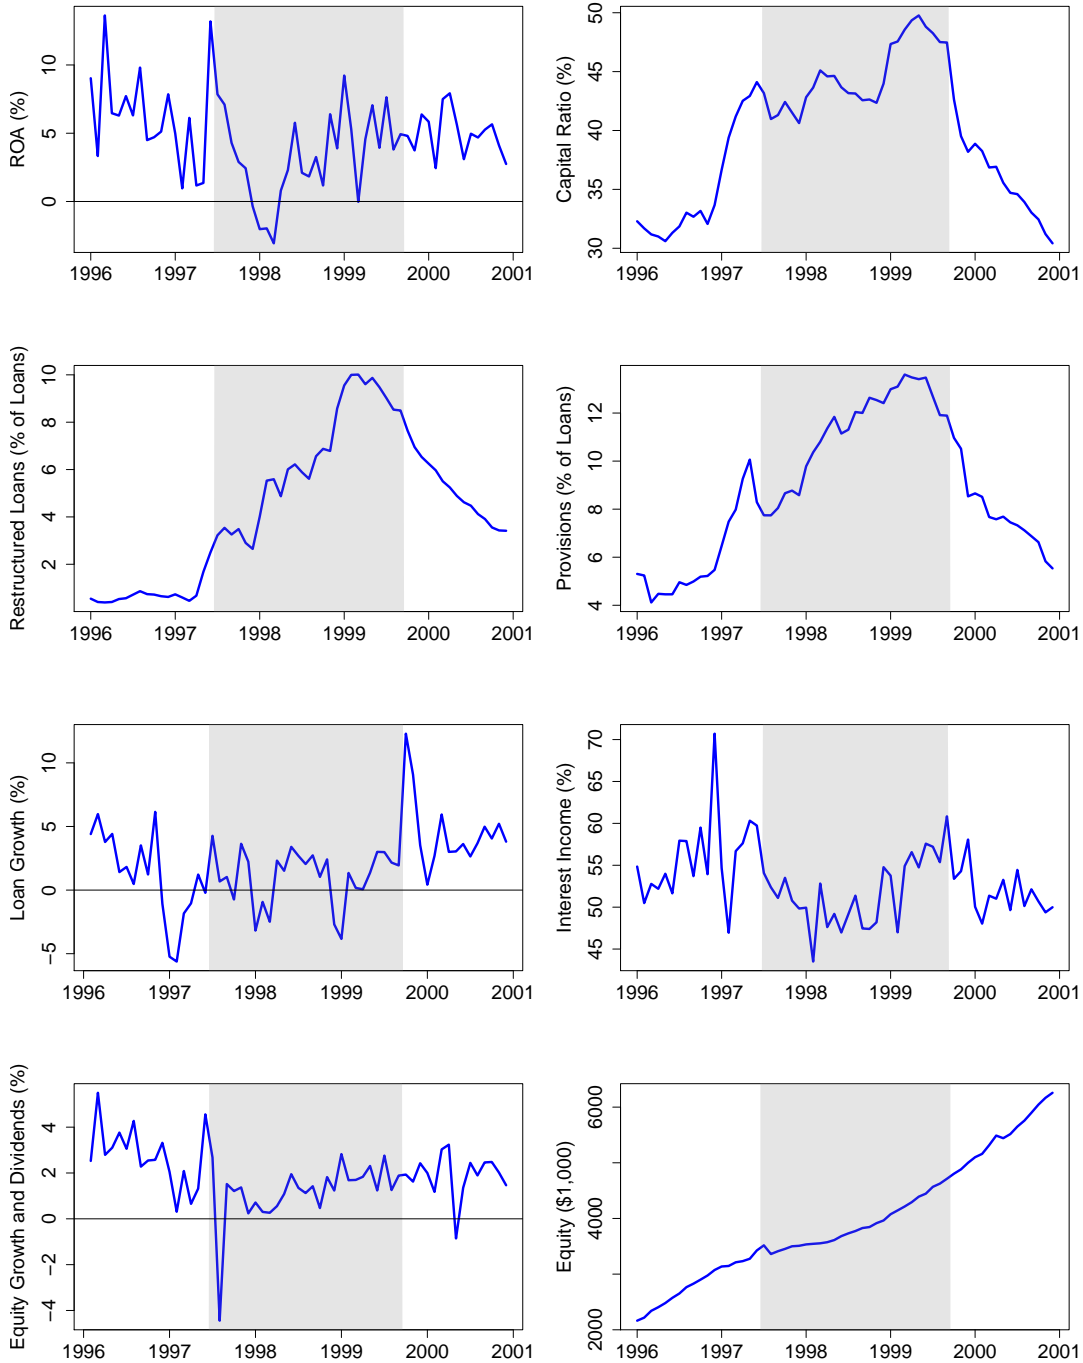 ROA (%)
10
5
0
1996 1997 1998 1999 2000 2001
Capital Ratio (%)
50
45
40
35
30
1996 1997 1998 1999 2000 2001
Restructured Loans (% of Loans)
10
8
6
4
2
1996 1997 1998 1999 2000 2001
Provisions (% of Loans)
12
10
8
6
4
1996 1997 1998 1999 2000 2001
Loan Growth (%)
10
5
0
−5
1996 1997 1998 1999 2000 2001
Interest Income (%)
70
65
60
55
50
45
1996 1997 1998 1999 2000 2001
Equity Growth and Dividends (%)
4
2
0
−2
−4
1996 1997 1998 1999 2000 2001
Equity ($1,000)
6000
4000
2000
1996 1997 1998 1999 2000 2001